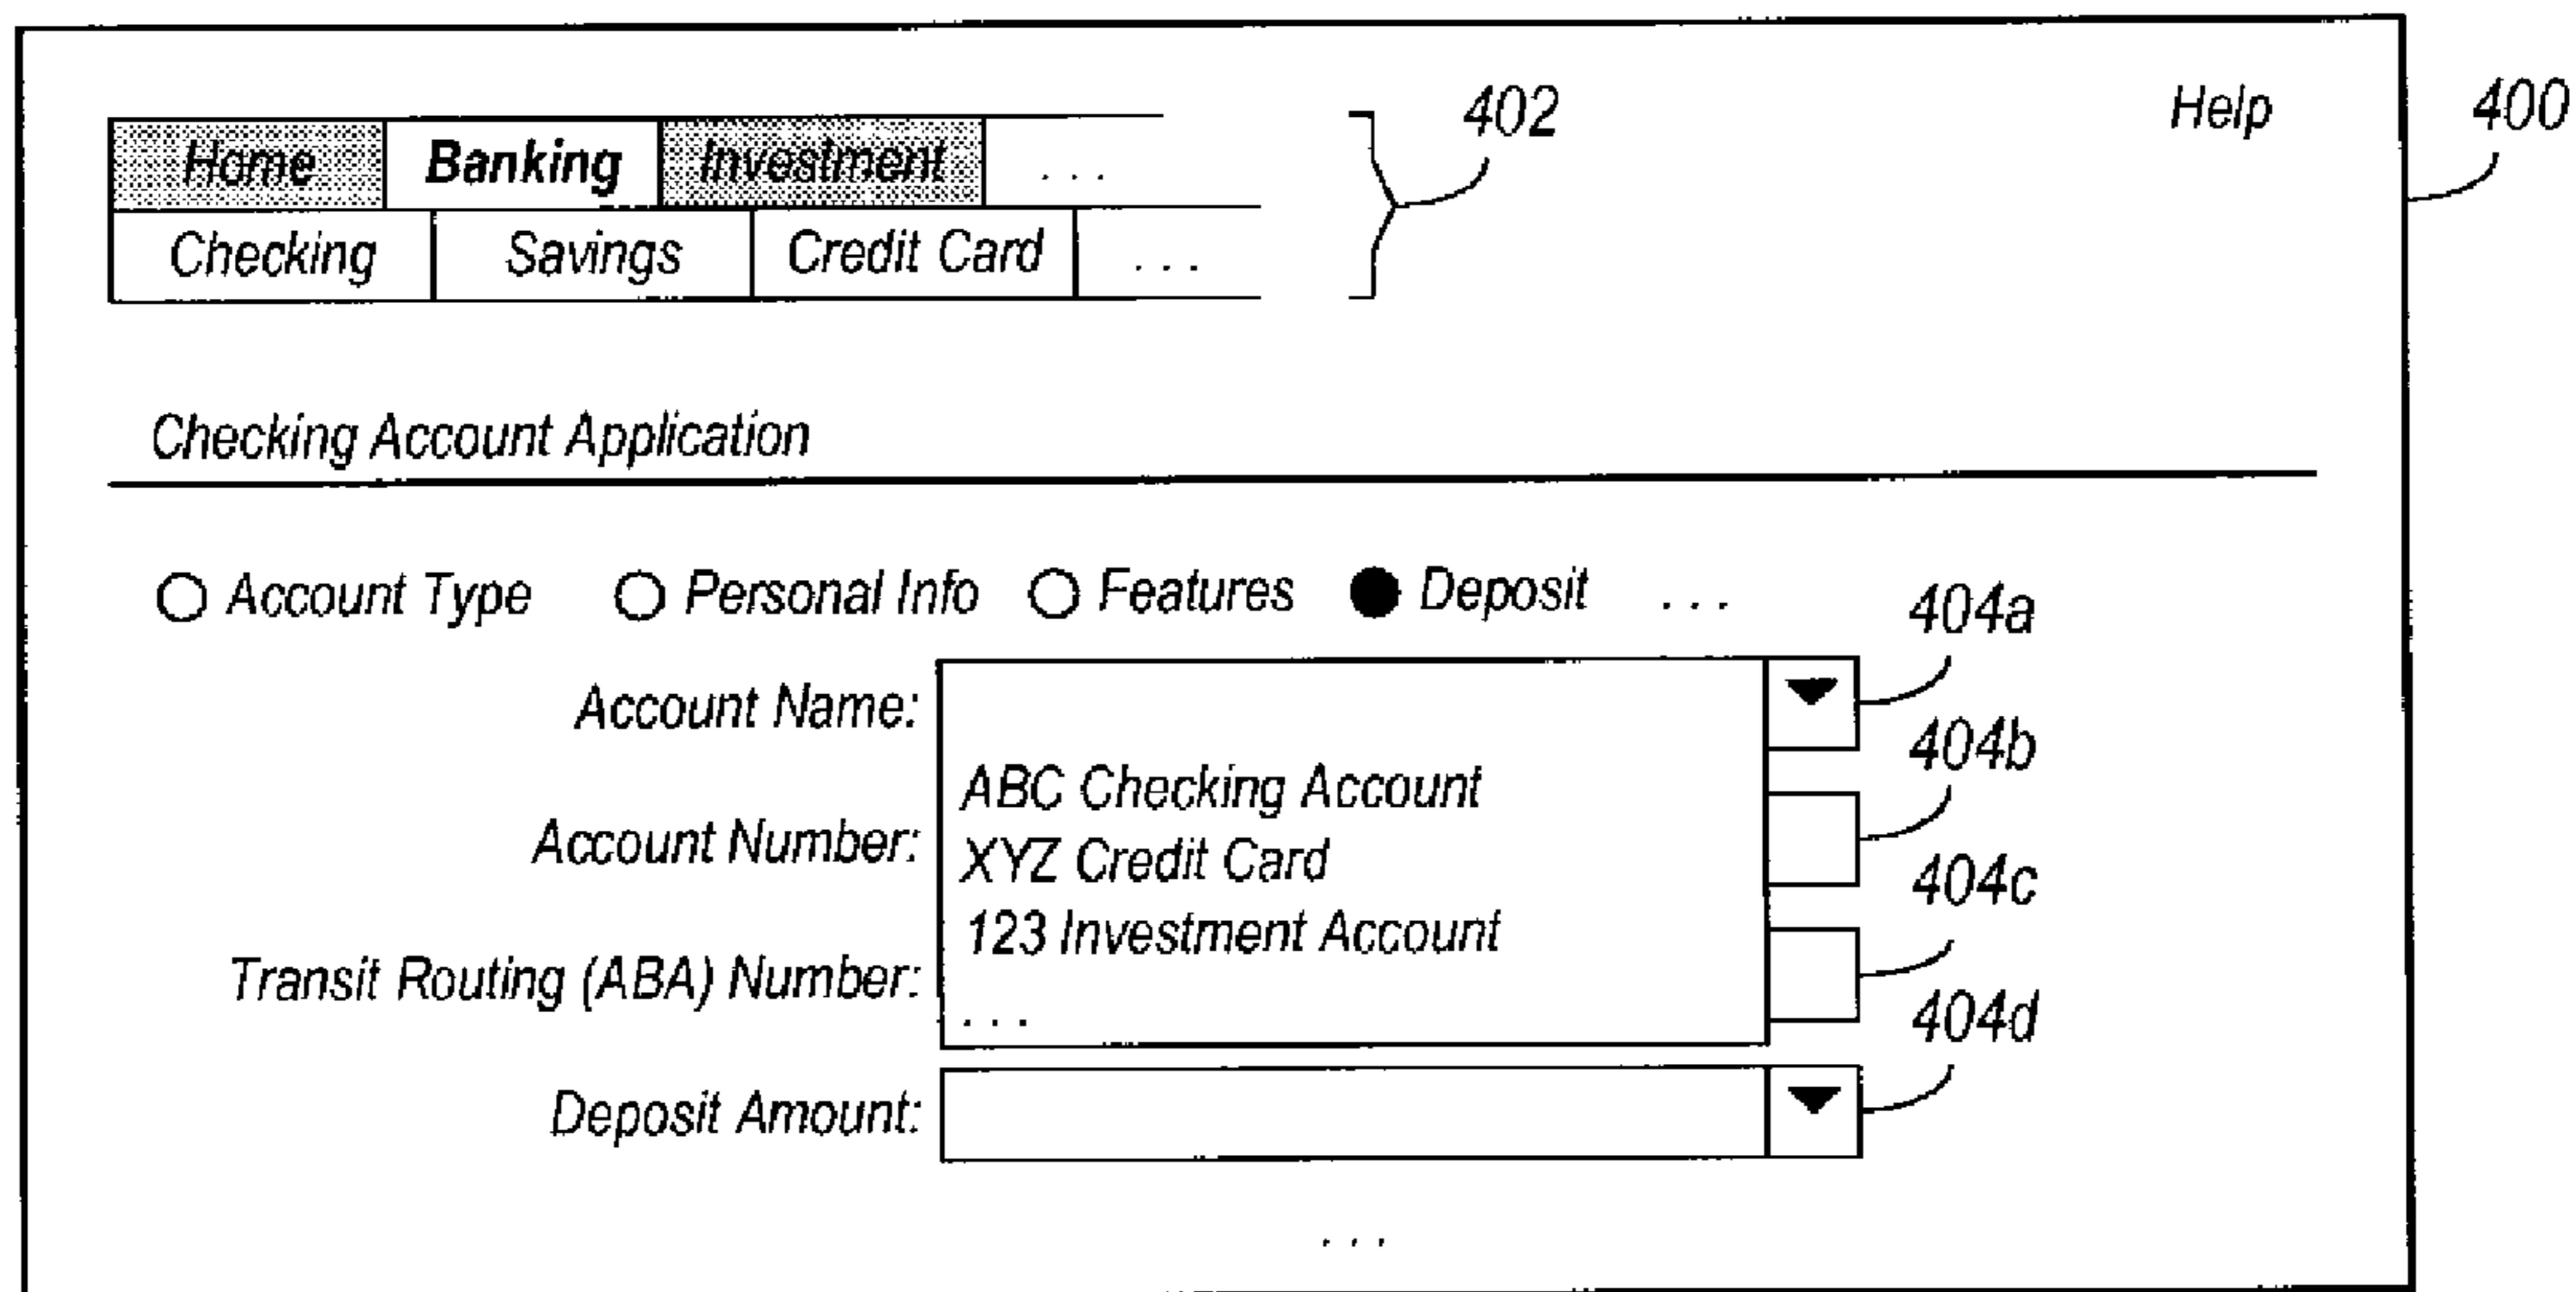 Help
400
402
Home Banking Investment ...
Checking Savings Credit Card ...
Checking Account Application
Account Type Personal Info Features Deposit ...
404a
Account Name:
404b
ABC Checking Account
Account Number:
XYZ Credit Card
404c
123 Investment Account
Transit Routing (ABA) Number:
...
404d
Deposit Amount:
...